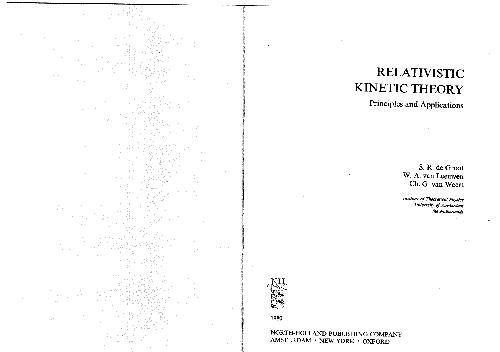 RELATIVISTIC
KINETIC THEORY
Principles and Applications
S. R. de Groot
W. A. van Leeuwen
Ch. G. van Weert
Institute of Theoretical Physics
University of Amsterdam
The Netherlands
NH
1980
NORTH-HOLLAND PUBLISHING COMPANY
AMSTERDAM · NEW YORK · OXFORD